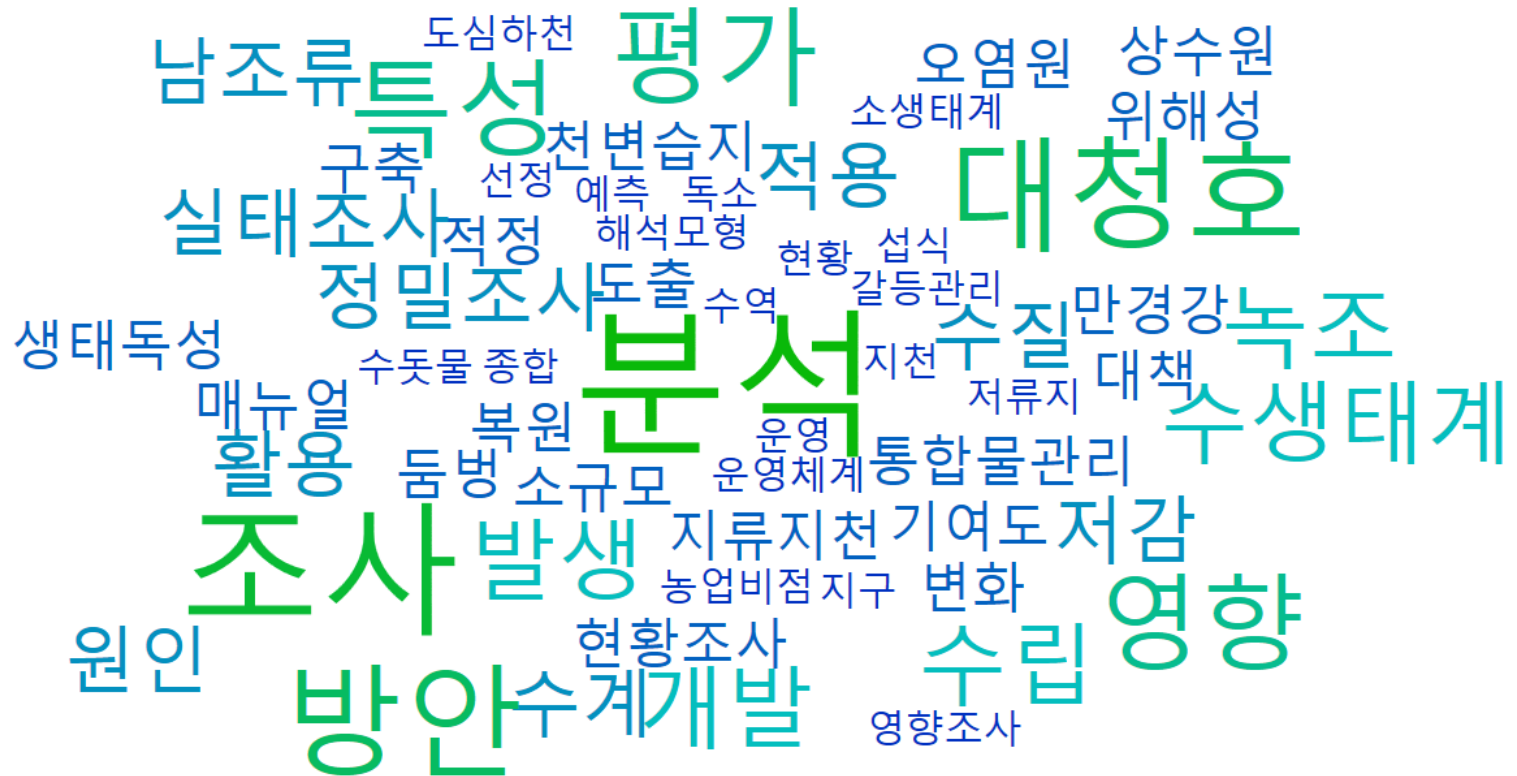 도심하천
평가
남조류
특성
오염원
상수원
소생태계
위해성
천변습지
구축
선정
예측
독소
적용
대청호
실태조사
적정
해석모형
현황
섭식
정밀조사
도출
수역
갈등관리
수질
만경강
녹조
생태독성
수돗물
종합
분석
지천
대책
저류지
수생태계
매뉴얼
활용
복원
둠벙
소규모
운영
운영체계
통합물관리
조사
발생
지류지천
기여도
저감
농업비점
지구
변화
영향
원인
현황조사
수립
방안
수계
개발
영향조사